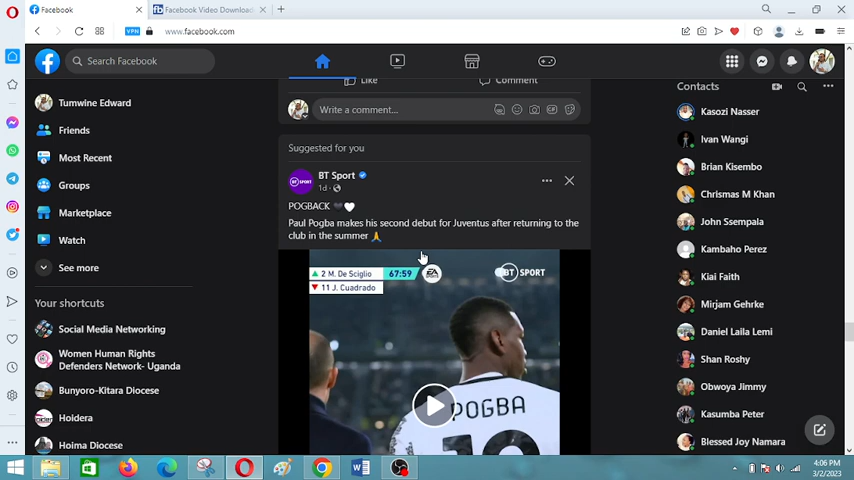 Facebook
Facebook Video Download
VPN
www.facebook.com
Search Facebook
Tumwine Edward
Friends
Most Recent
Groups
Marketplace
Watch
See more
Your shortcuts
Social Media Networking
Women Human Rights
Defenders Network- Uganda
Bunyoro-Kitara Diocese
Hoidera
Hoima Diocese
Like
Comment
Write a comment...
GIF
Suggested for you
BT SPORT
BT Sport
1d ·
POGBACK 🖤🤍
Paul Pogba makes his second debut for Juventus after returning to the
club in the summer 🙏
2 M. De Sciglio 67:59
11 J. Cuadrado
EA
BT SPORT
POGBA
10
Contacts
Kasozi Nasser
Ivan Wangi
Brian Kisembo
Chrismas M Khan
John Ssempala
Kambaho Perez
Kiai Faith
Mirjam Gehrke
Daniel Laila Lemi
Shan Roshy
Obwoya Jimmy
Kasumba Peter
Blessed Joy Namara
4:06 PM
3/2/2023